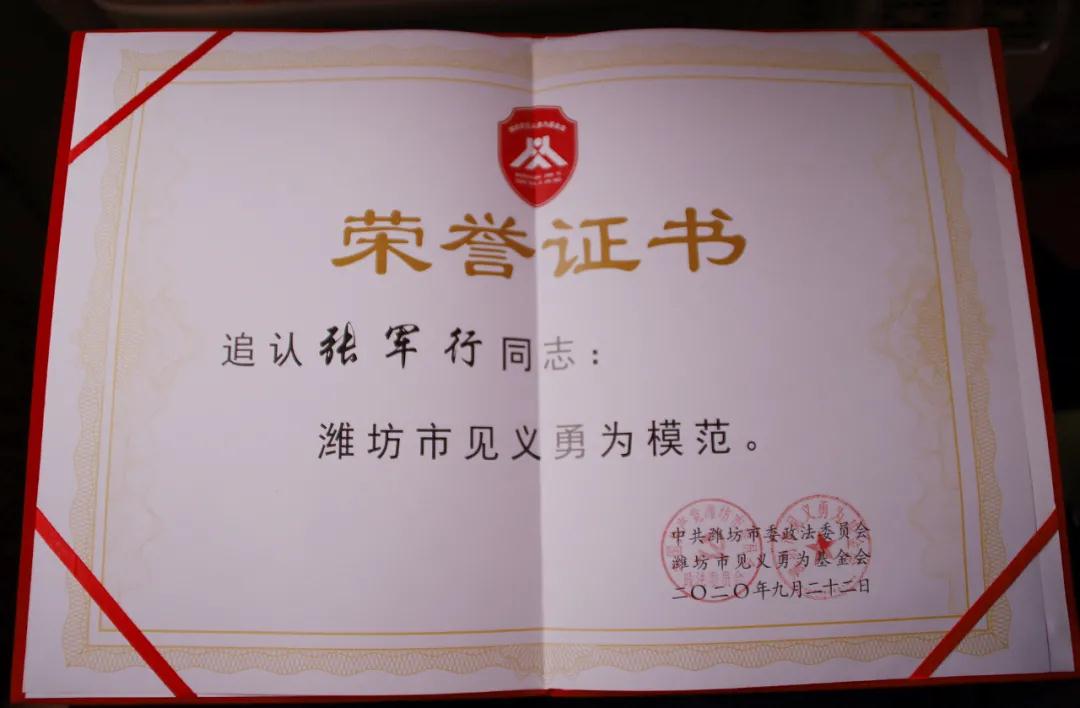 荣誉证书
追认张军行同志：
潍坊市见义勇为模范。
中共潍坊市委政法委员会
潍坊市见义勇为基金会
二〇二〇年九月二十二日